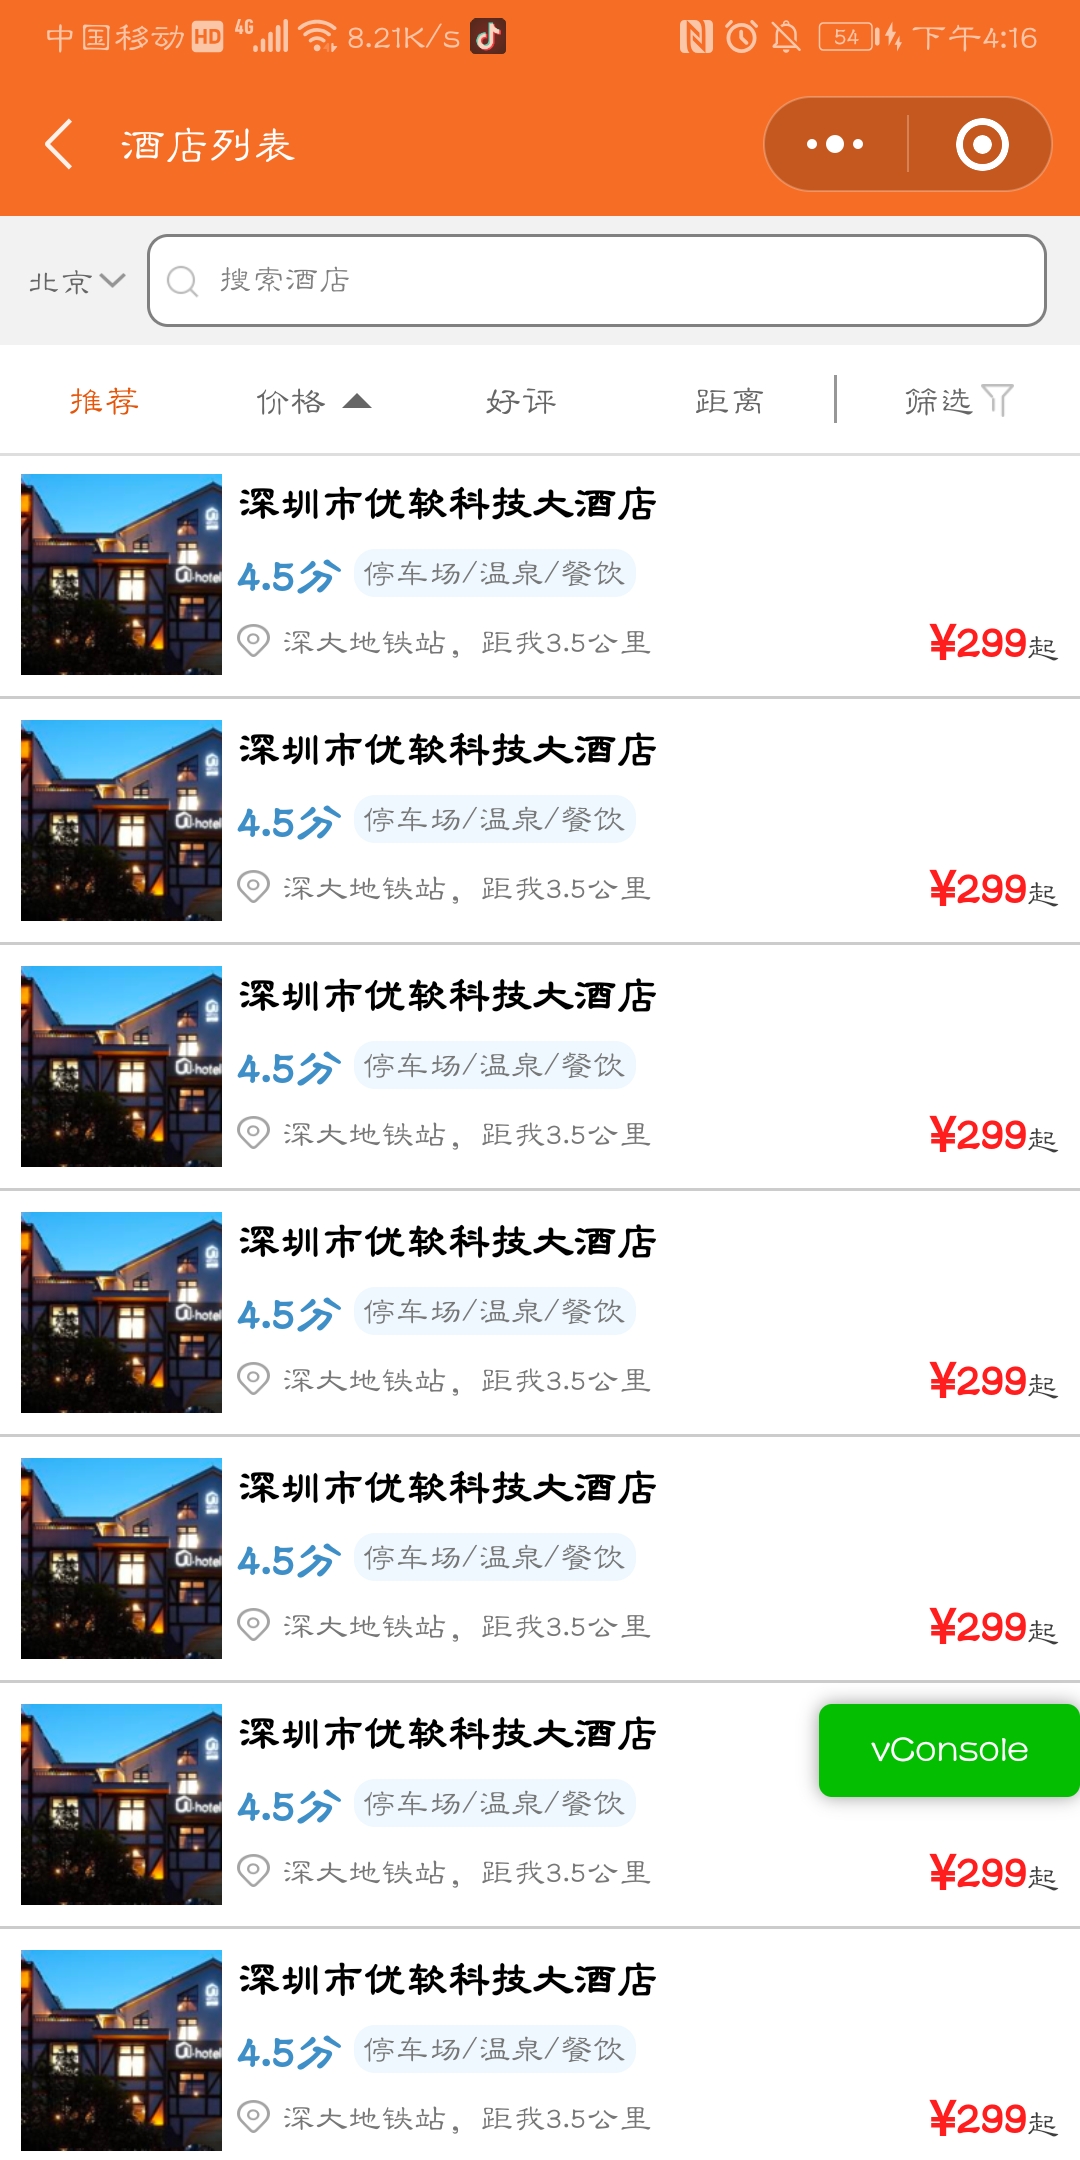 中国移动 HD 4G 8.21K/s 54 下午4:16
酒店列表
北京 搜索酒店
推荐 价格 好评 距离 筛选
深圳市优软科技大酒店
4.5分 停车场/温泉/餐饮
深大地铁站，距我3.5公里 ¥299起
hotel
深圳市优软科技大酒店
4.5分 停车场/温泉/餐饮
深大地铁站，距我3.5公里 ¥299起
hotel
深圳市优软科技大酒店
4.5分 停车场/温泉/餐饮
深大地铁站，距我3.5公里 ¥299起
hotel
深圳市优软科技大酒店
4.5分 停车场/温泉/餐饮
深大地铁站，距我3.5公里 ¥299起
hotel
深圳市优软科技大酒店
4.5分 停车场/温泉/餐饮
深大地铁站，距我3.5公里 ¥299起
hotel
深圳市优软科技大酒店
vConsole
4.5分 停车场/温泉/餐饮
深大地铁站，距我3.5公里 ¥299起
hotel
深圳市优软科技大酒店
4.5分 停车场/温泉/餐饮
深大地铁站，距我3.5公里 ¥299起
hotel